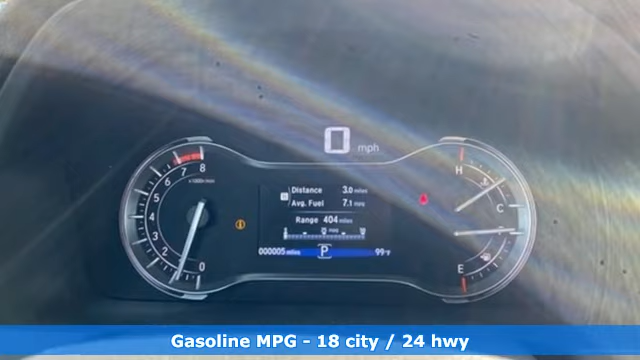 0 mph
8
7
6
5
4
3
2
1
0
x1000r/min
Distance 3.0 miles
Avg. Fuel 7.1 mpg
Range 404 miles
000005 miles P 99°F
H
C
E
Gasoline MPG - 18 city / 24 hwy